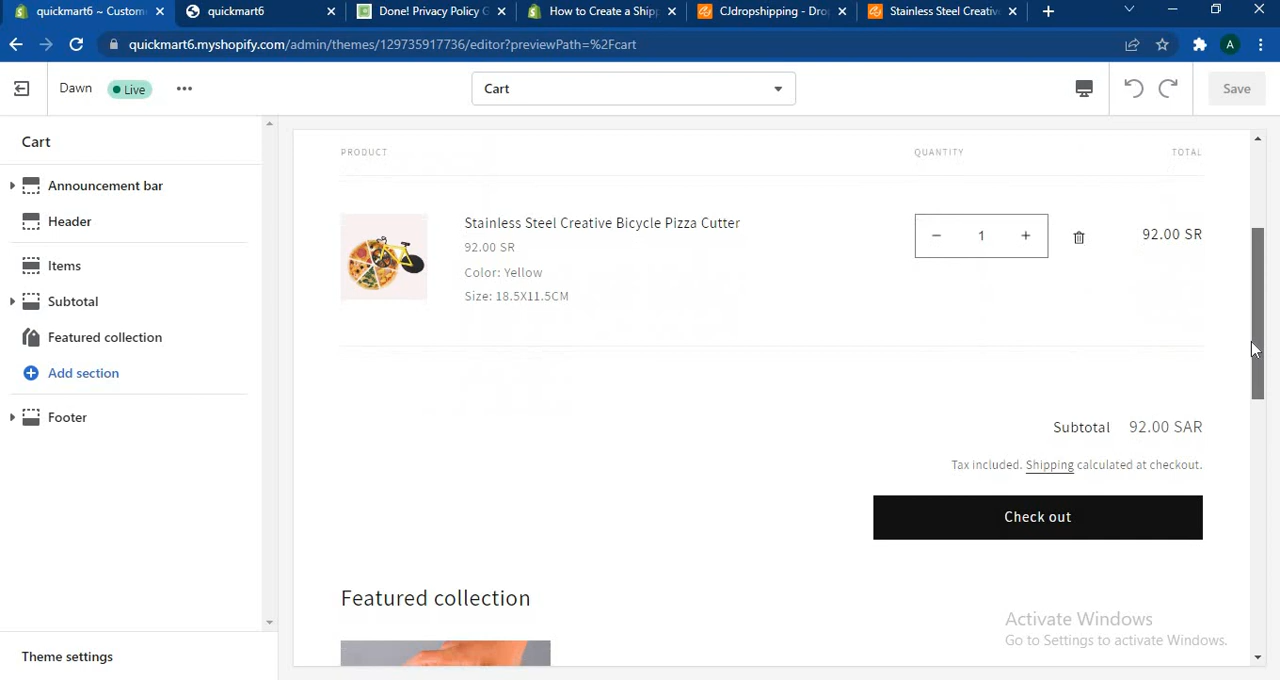 quickmart6 ~ Custom
quickmart6
Done! Privacy Policy G
How to Create a Shipp
CJdropshipping - Drop
Stainless Steel Creativ
quickmart6.myshopify.com/admin/themes/129735917736/editor?previewPath=%2Fcart
A
Dawn
Live
Cart
Save
Cart
Announcement bar
Header
Items
Subtotal
Featured collection
Add section
Footer
Theme settings
PRODUCT
QUANTITY
TOTAL
Stainless Steel Creative Bicycle Pizza Cutter
92.00 SR
Color: Yellow
Size: 18.5X11.5CM
− 1 +
92.00 SR
Subtotal 92.00 SAR
Tax included. Shipping calculated at checkout.
Check out
Featured collection
Activate Windows
Go to Settings to activate Windows.